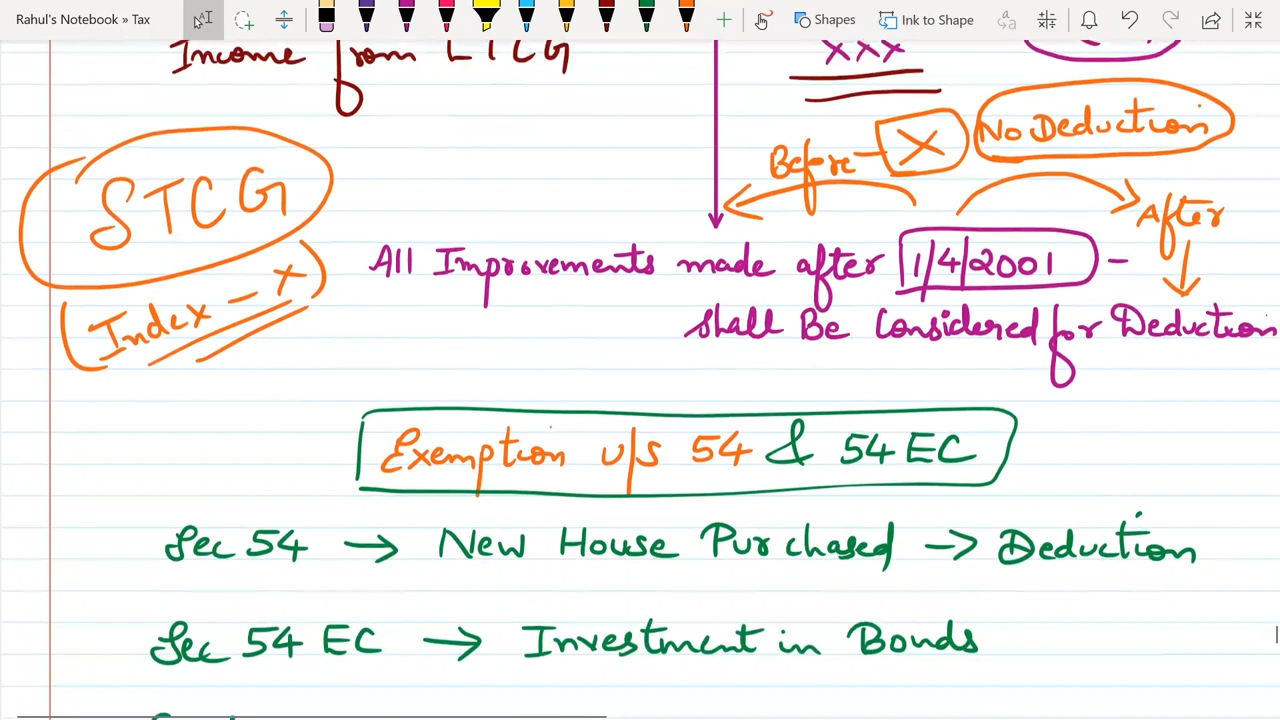 Rahul's Notebook » Tax
Shapes
Ink to Shape
Income from LTCG
XXX
STCG
Index - X
Before - X
No Deduction
After
All Improvements made after 1/4/2001 -
shall Be Considered for Deduction
Exemption u/s 54 & 54 EC
Sec 54 → New House Purchased → Deduction
Sec 54 EC → Investment in Bonds